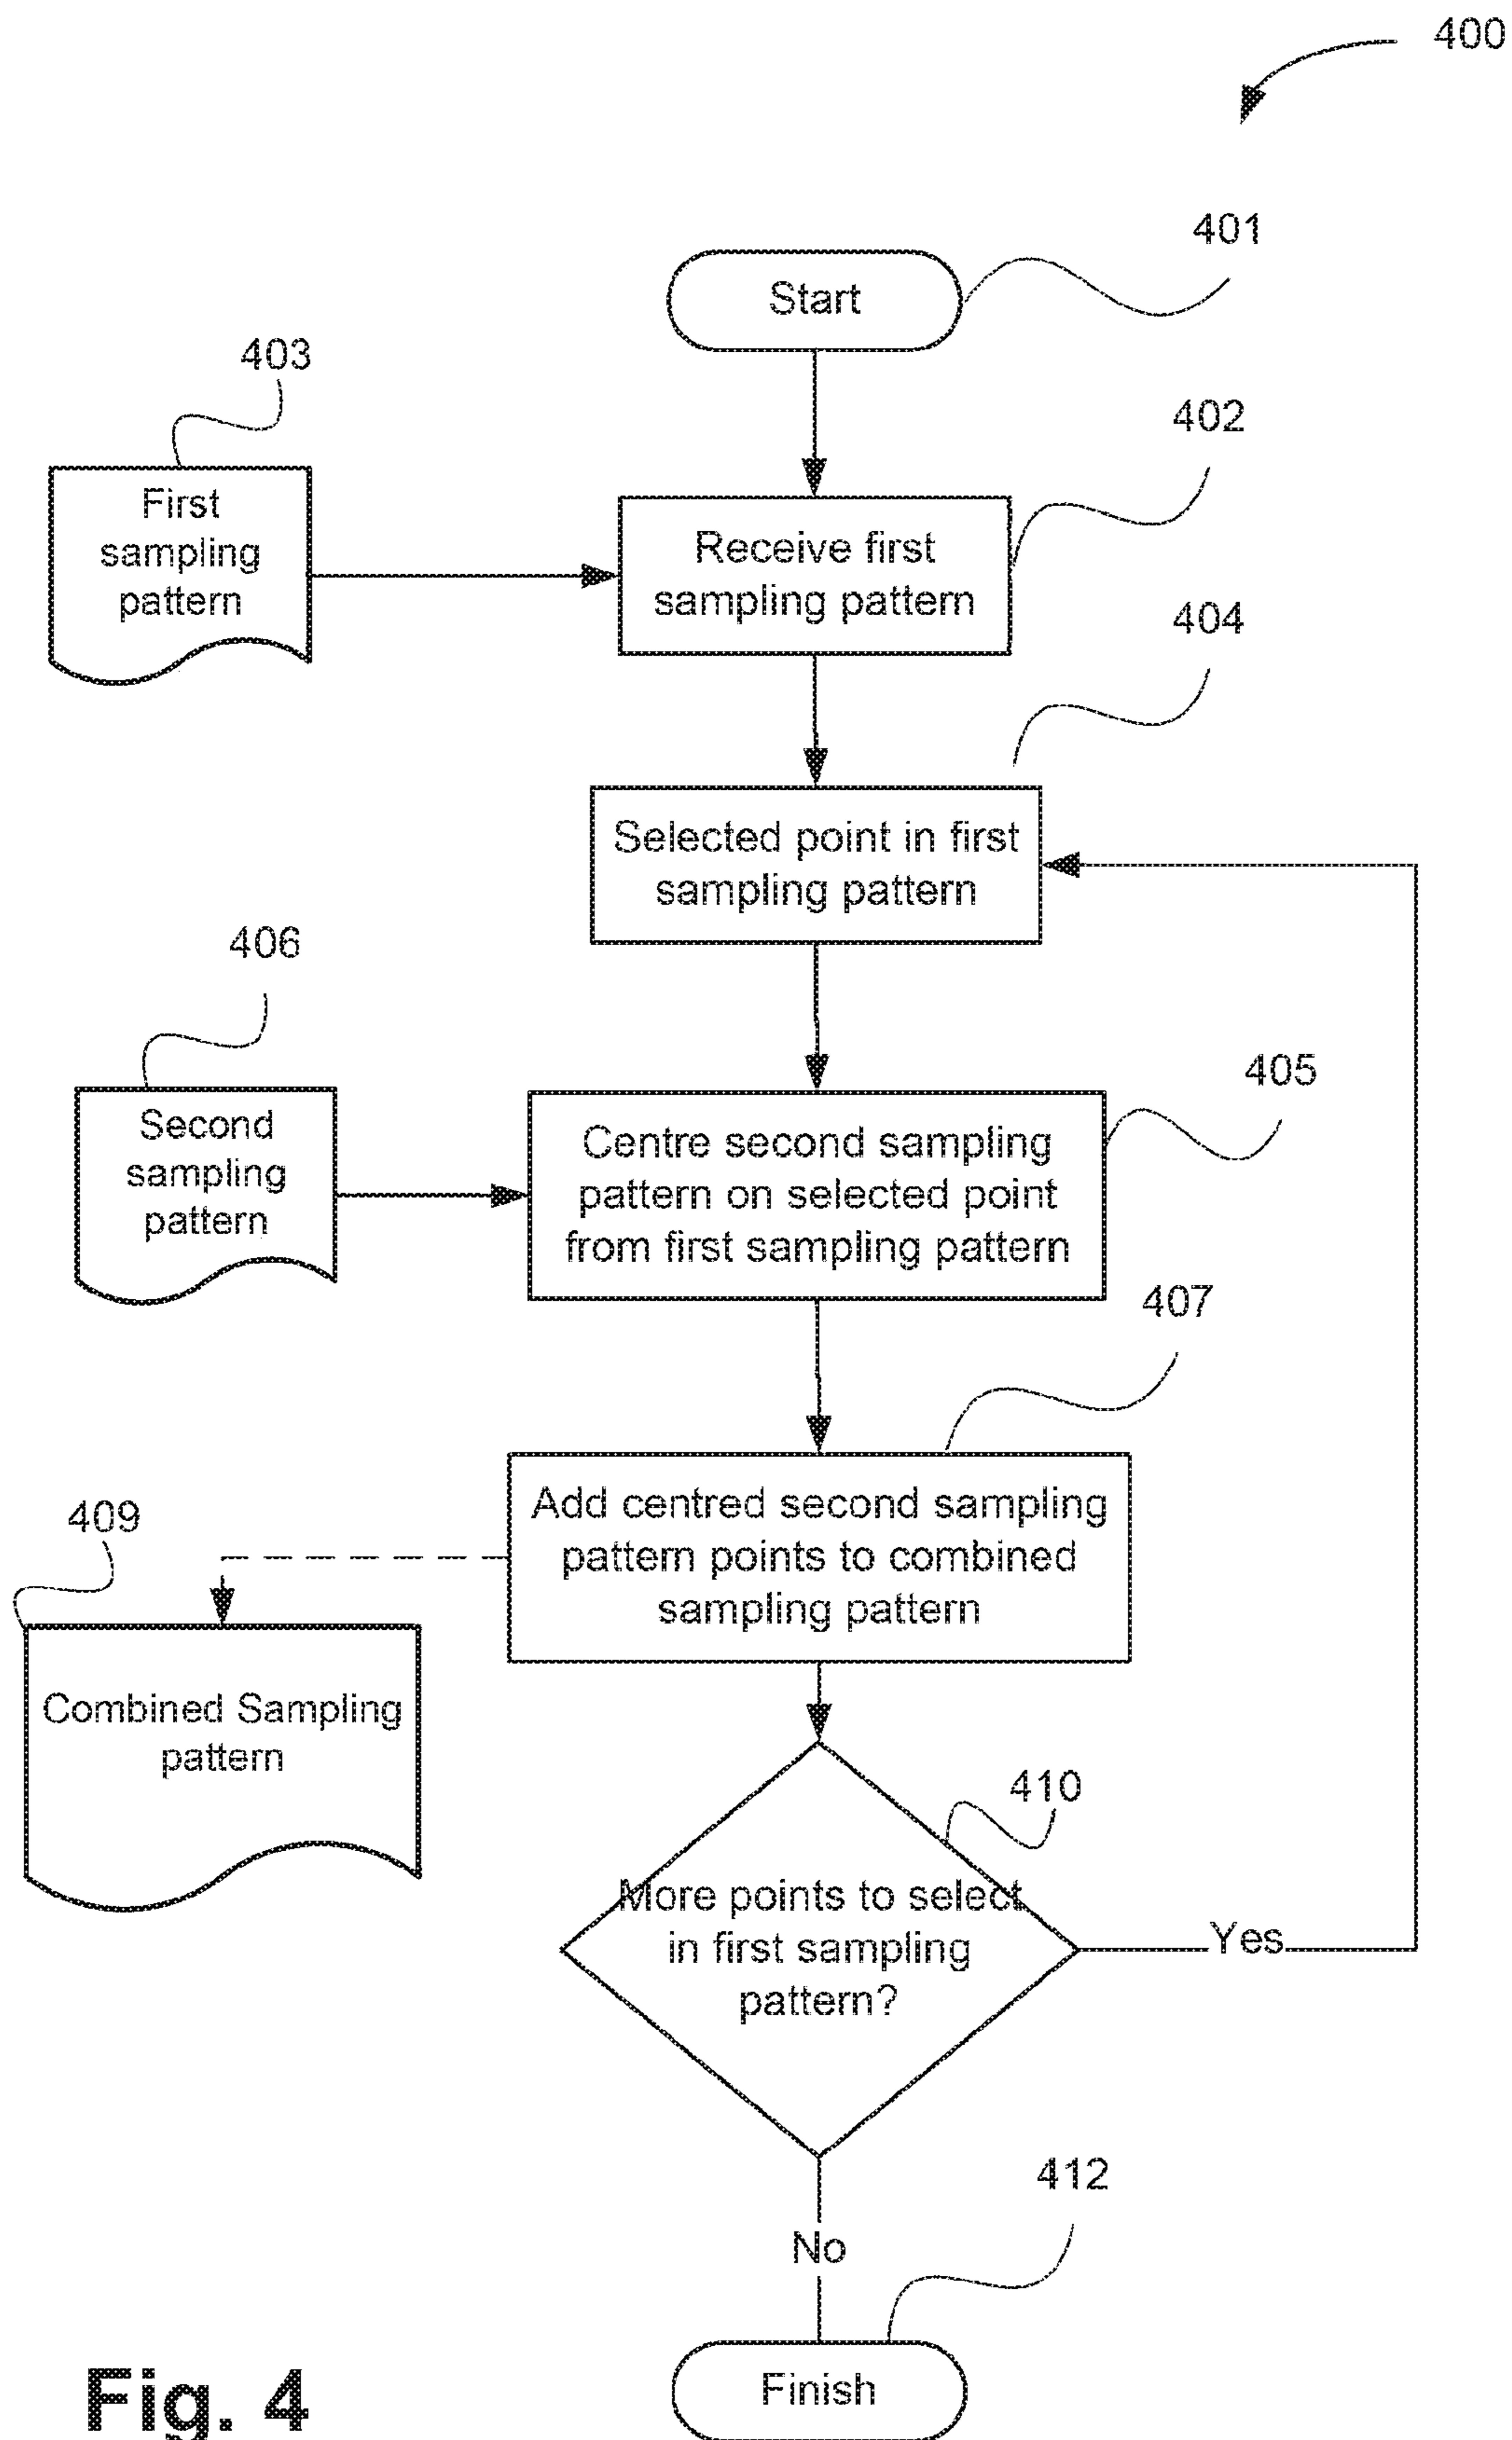 400
401
Start
403
402
First
sampling
pattern
Receive first
sampling pattern
404
Selected point in first
sampling pattern
406
405
Second
sampling
pattern
Centre second sampling
pattern on selected point
from first sampling pattern
407
409
Add centred second sampling
pattern points to combined
sampling pattern
Combined Sampling
pattern
410
More points to select
in first sampling
pattern?
Yes
412
No
Finish
Fig. 4